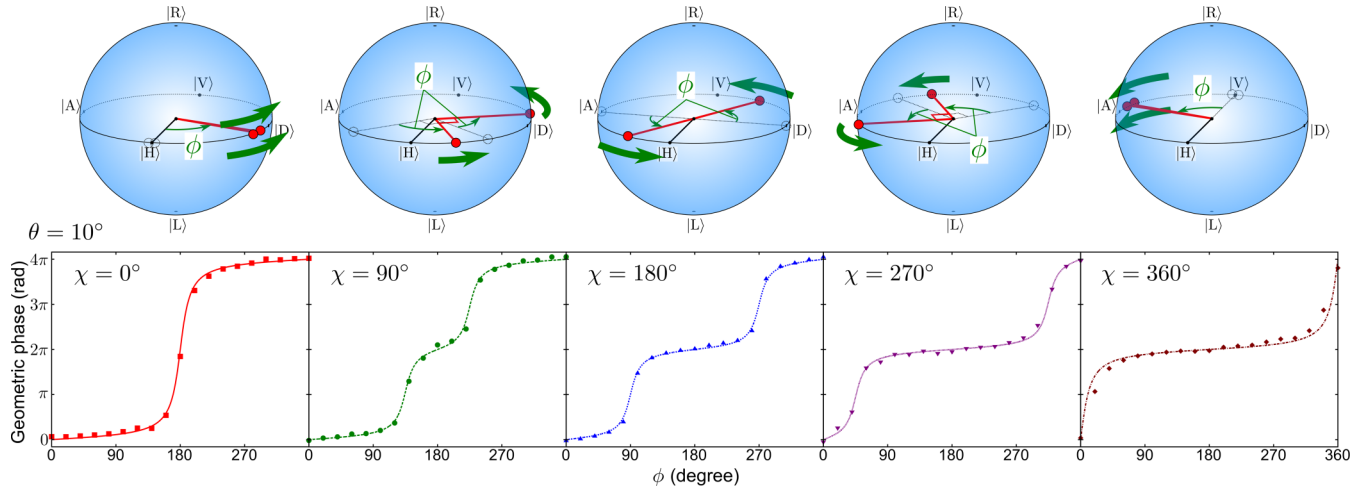 |R⟩ |R⟩ |R⟩ |R⟩ |R⟩
|A⟩ |V⟩ |H⟩ |D⟩ ϕ
|A⟩ |V⟩ |H⟩ |D⟩ ϕ
|A⟩ |V⟩ |H⟩ |D⟩ ϕ
|A⟩ |V⟩ |H⟩ |D⟩ ϕ
|A⟩ |V⟩ |H⟩ |D⟩ ϕ
|L⟩ |L⟩ |L⟩ |L⟩ |L⟩
θ = 10°
χ = 0° χ = 90° χ = 180° χ = 270° χ = 360°
Geometric phase (rad)
4π
3π
2π
π
0
0 90 180 270 0 90 180 270 0 90 180 270 0 90 180 270 0 90 180 270 360
ϕ (degree)